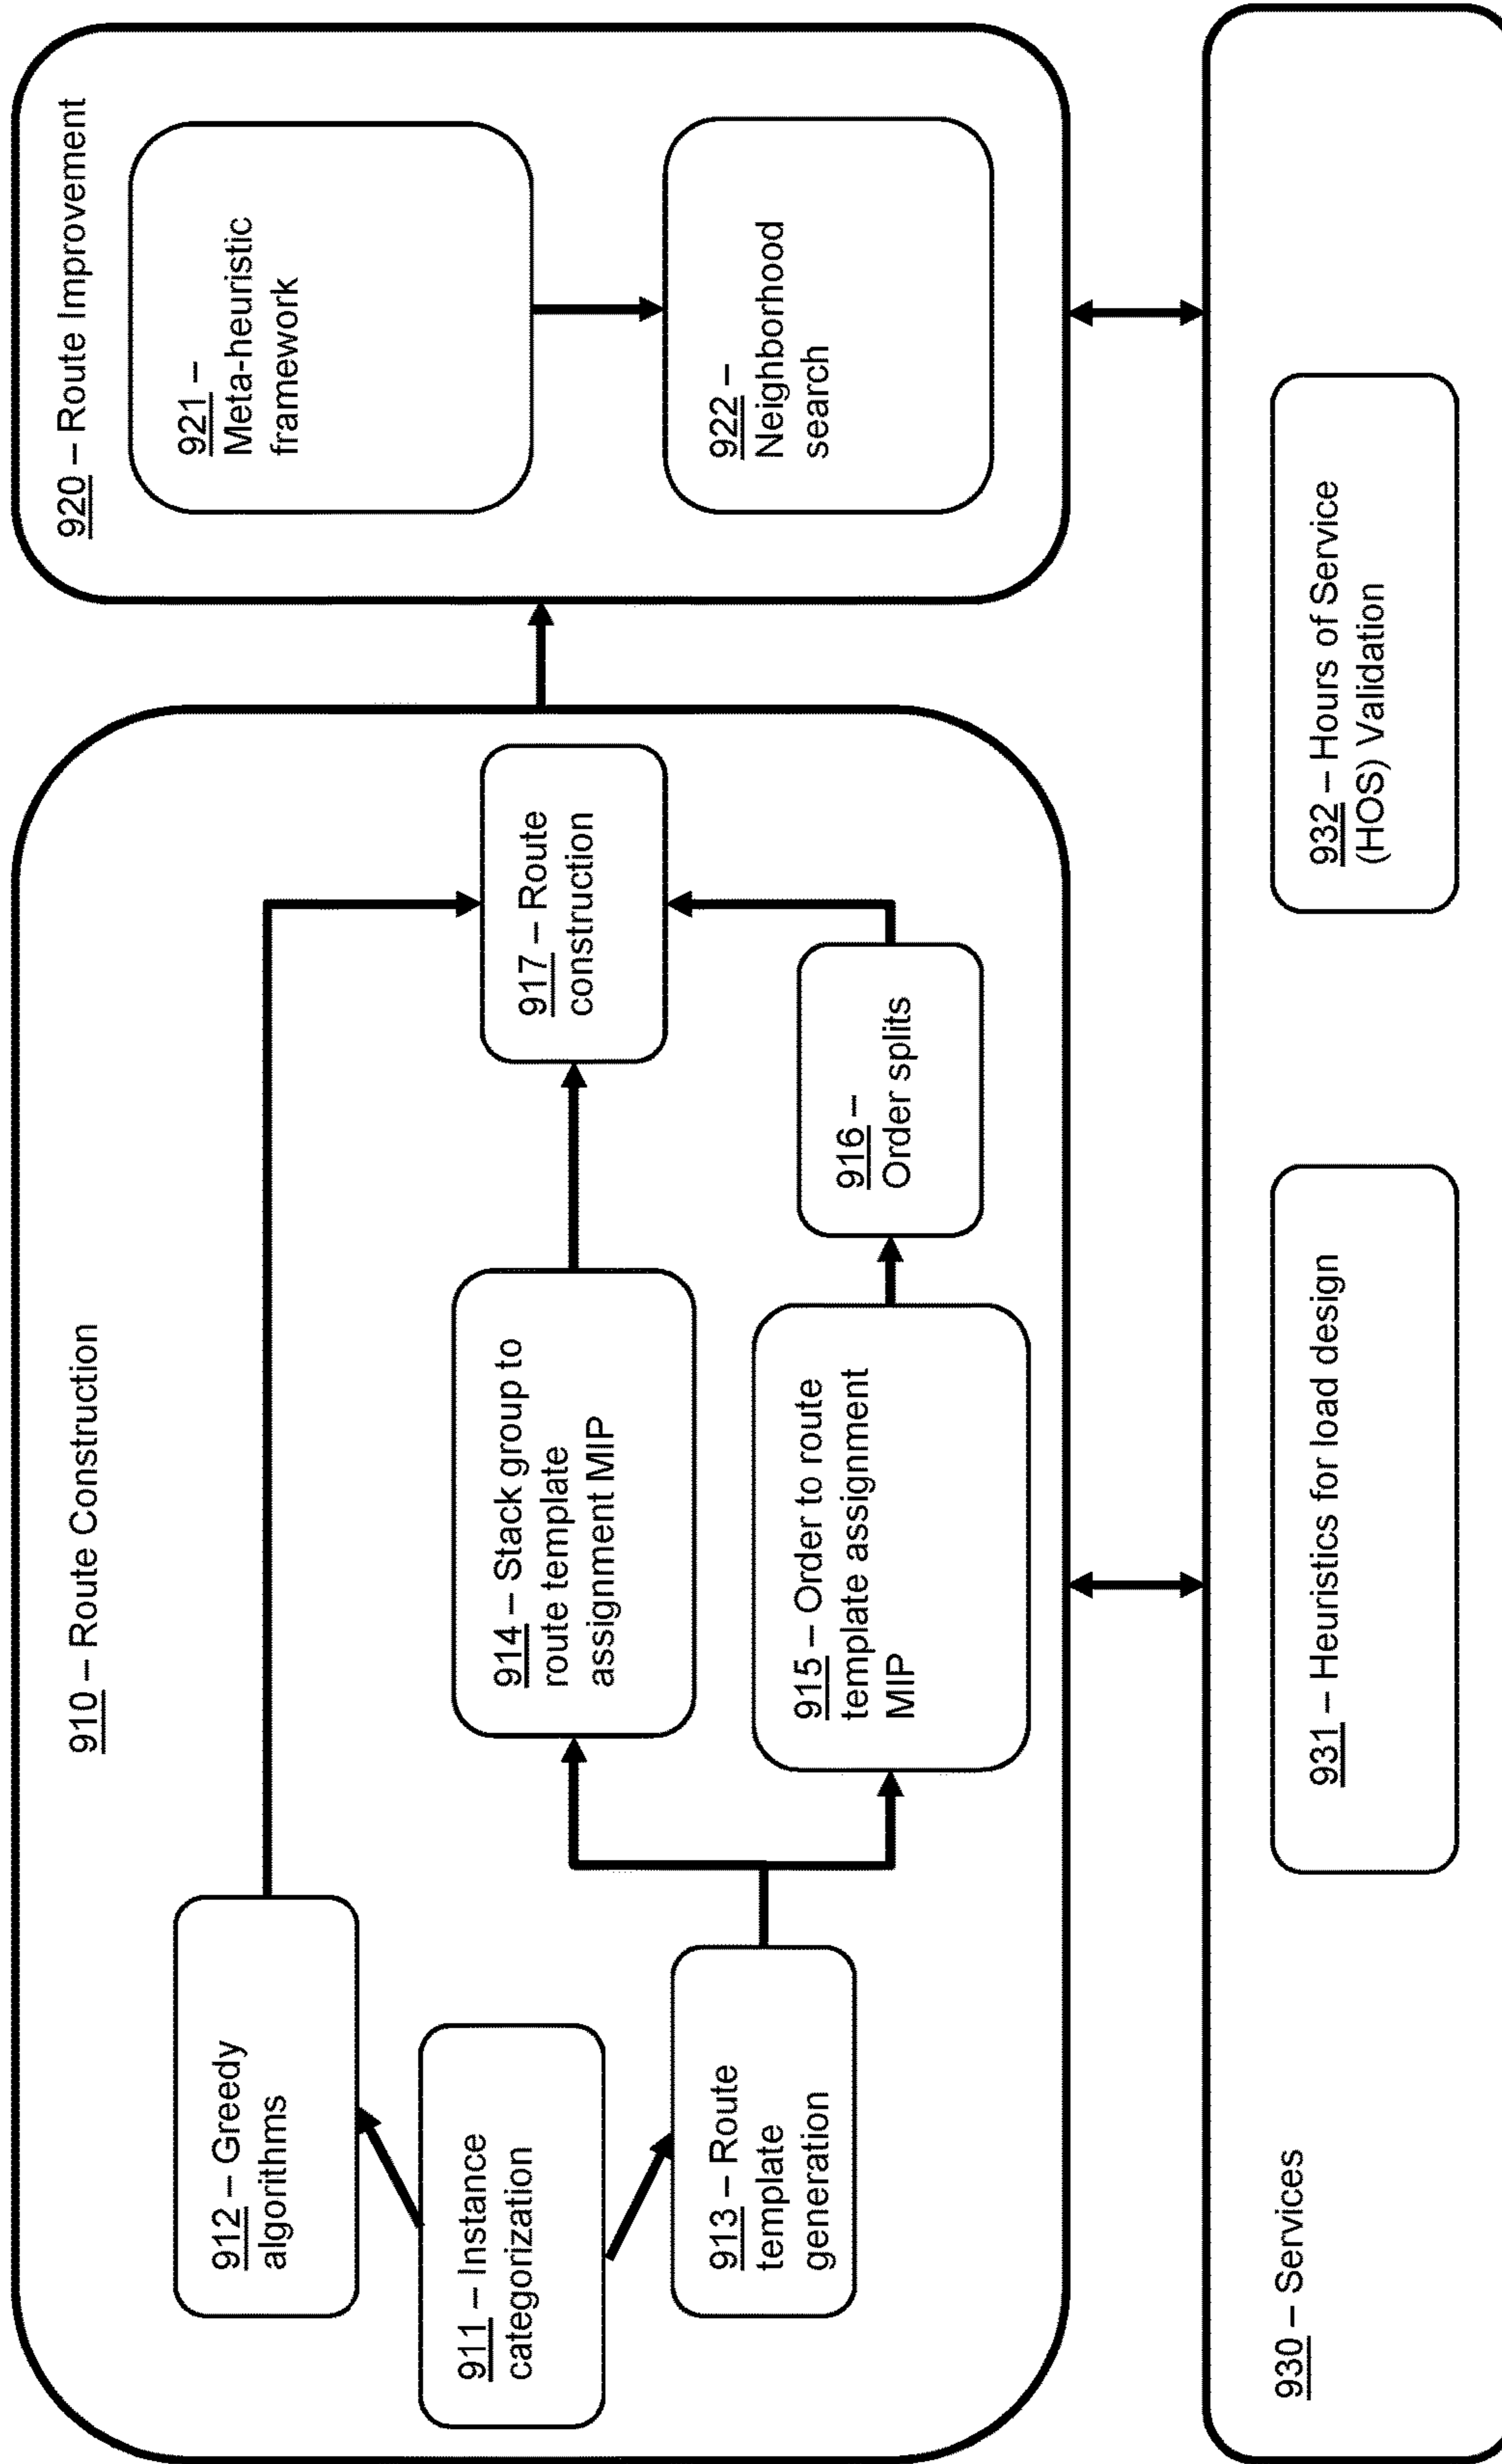 910 – Route Construction
912 – Greedy
algorithms
911 – Instance
categorization
913 – Route
template
generation
914 – Stack group to
route template
assignment MIP
915 – Order to route
template assignment
MIP
916 –
Order splits
917 – Route
construction
920 – Route Improvement
921 –
Meta-heuristic
framework
922 –
Neighborhood
search
930 – Services
931 – Heuristics for load design
932 – Hours of Service
(HOS) Validation